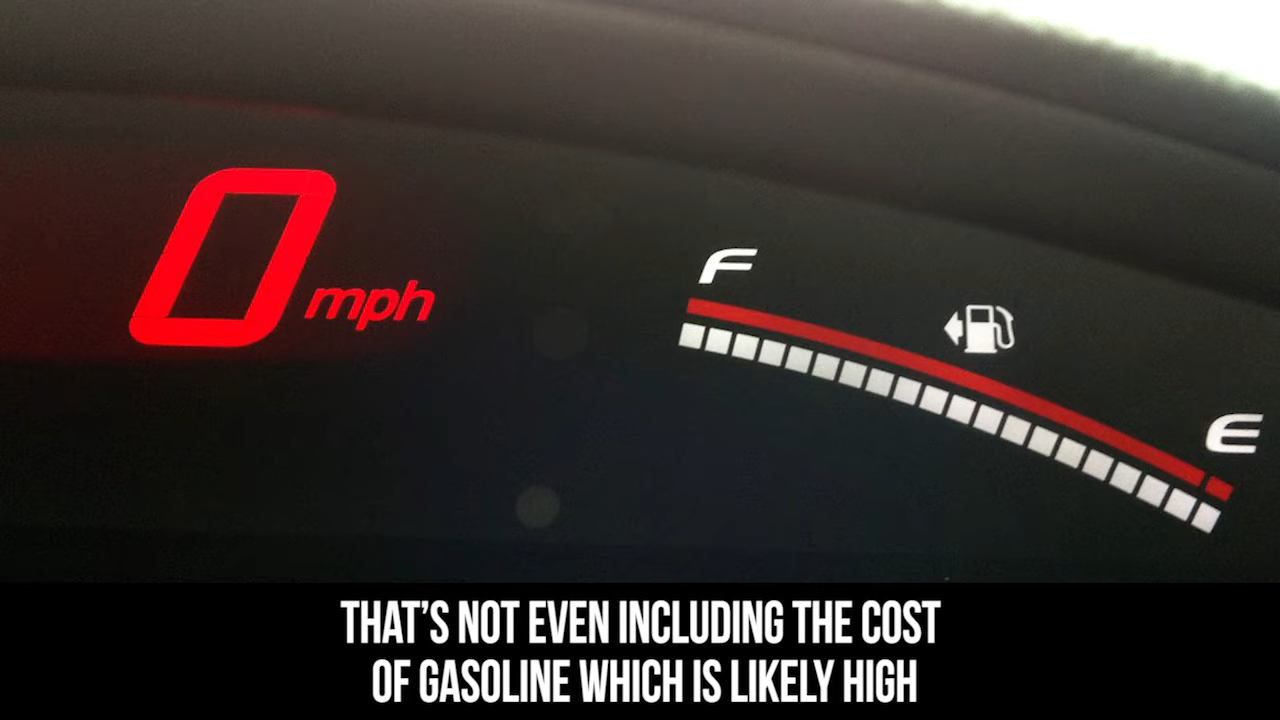 0 mph
F
E
THAT'S NOT EVEN INCLUDING THE COST
OF GASOLINE WHICH IS LIKELY HIGH